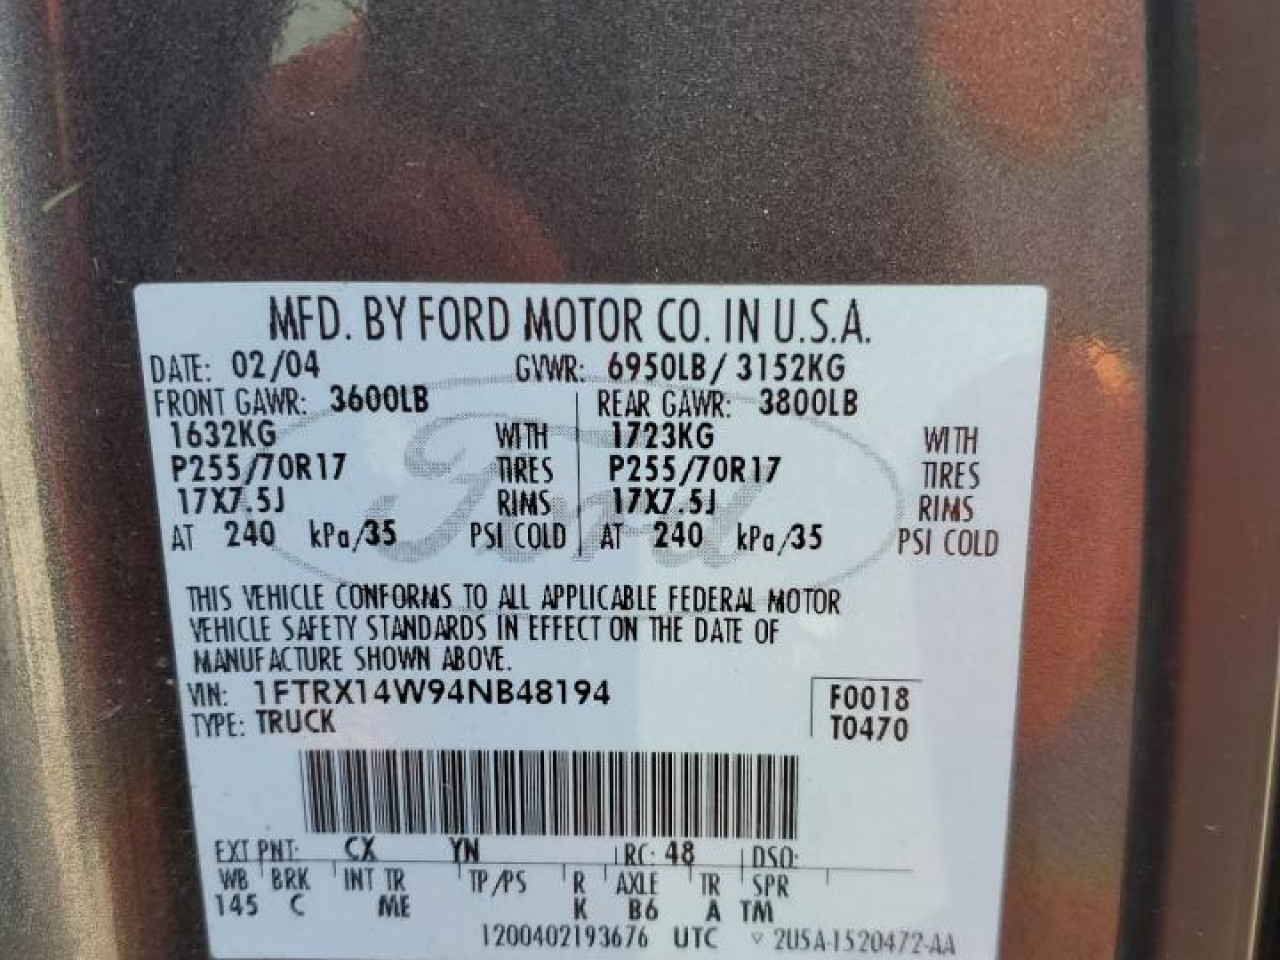 MFD. BY FORD MOTOR CO. IN U.S.A.
DATE: 02/04 GVWR: 6950LB / 3152KG
FRONT GAWR: 3600LB REAR GAWR: 3800LB
1632KG WITH 1723KG WITH
P255/70R17 TIRES P255/70R17 TIRES
17X7.5J RIMS 17X7.5J RIMS
AT 240 kPa/35 PSI COLD AT 240 kPa/35 PSI COLD
Ford
THIS VEHICLE CONFORMS TO ALL APPLICABLE FEDERAL MOTOR
VEHICLE SAFETY STANDARDS IN EFFECT ON THE DATE OF
MANUFACTURE SHOWN ABOVE.
VIN: 1FTRX14W94NB48194 F0018
TYPE: TRUCK T0470
EXT PNT: CX YN RC: 48 DSO:
WB BRK INT TR TP/PS R AXLE TR SPR
145 C ME K B6 A TM
1200402193676 UTC ▽ 2U5A-1520472-AA